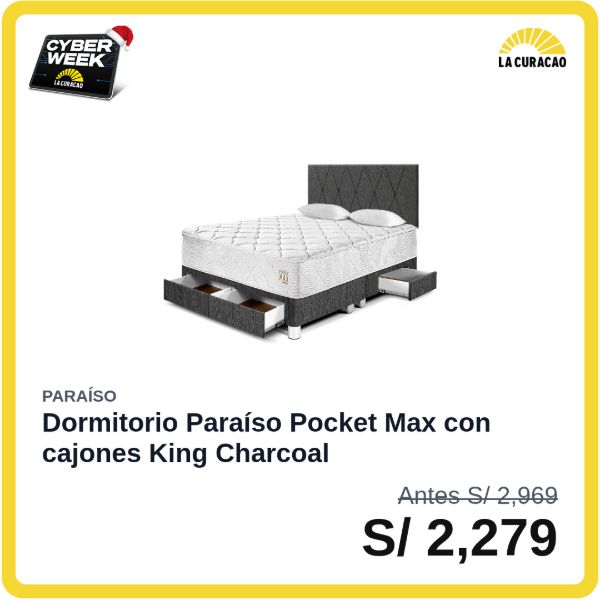 CYBER
WEEK
LA CURACAO
LA CURACAO
PARAÍSO
Dormitorio Paraíso Pocket Max con
cajones King Charcoal
Antes S/ 2,969
S/ 2,279